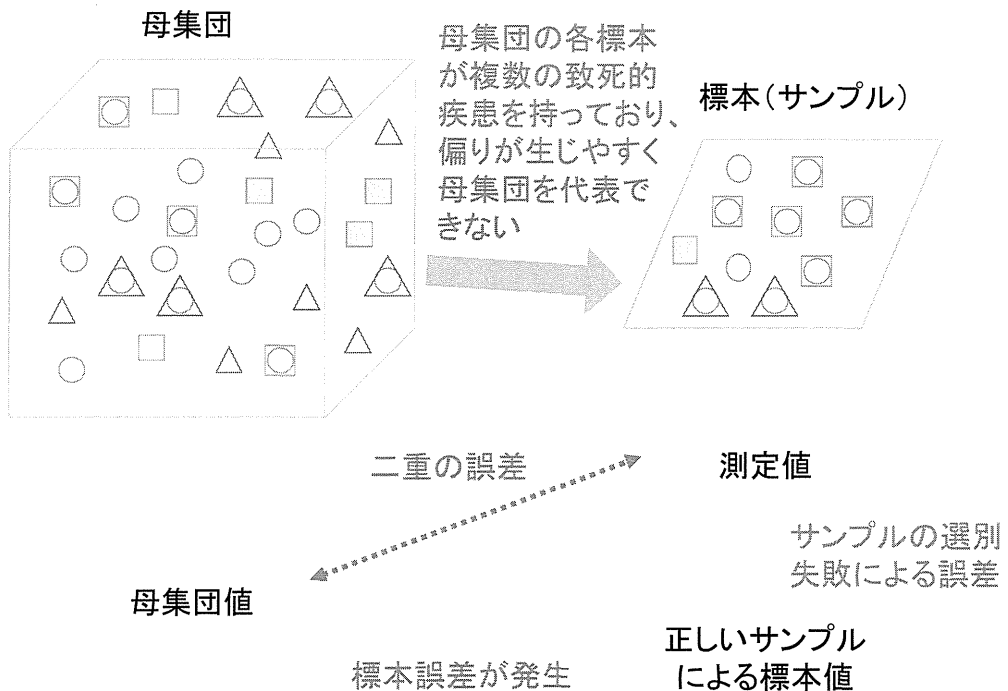 母集団
母集団の各標本
が複数の致死的
疾患を持っており、
偏りが生じやすく
母集団を代表で
きない
標本(サンプル)
二重の誤差
測定値
サンプルの選別
失敗による誤差
母集団値
正しいサンプル
による標本値
標本誤差が発生